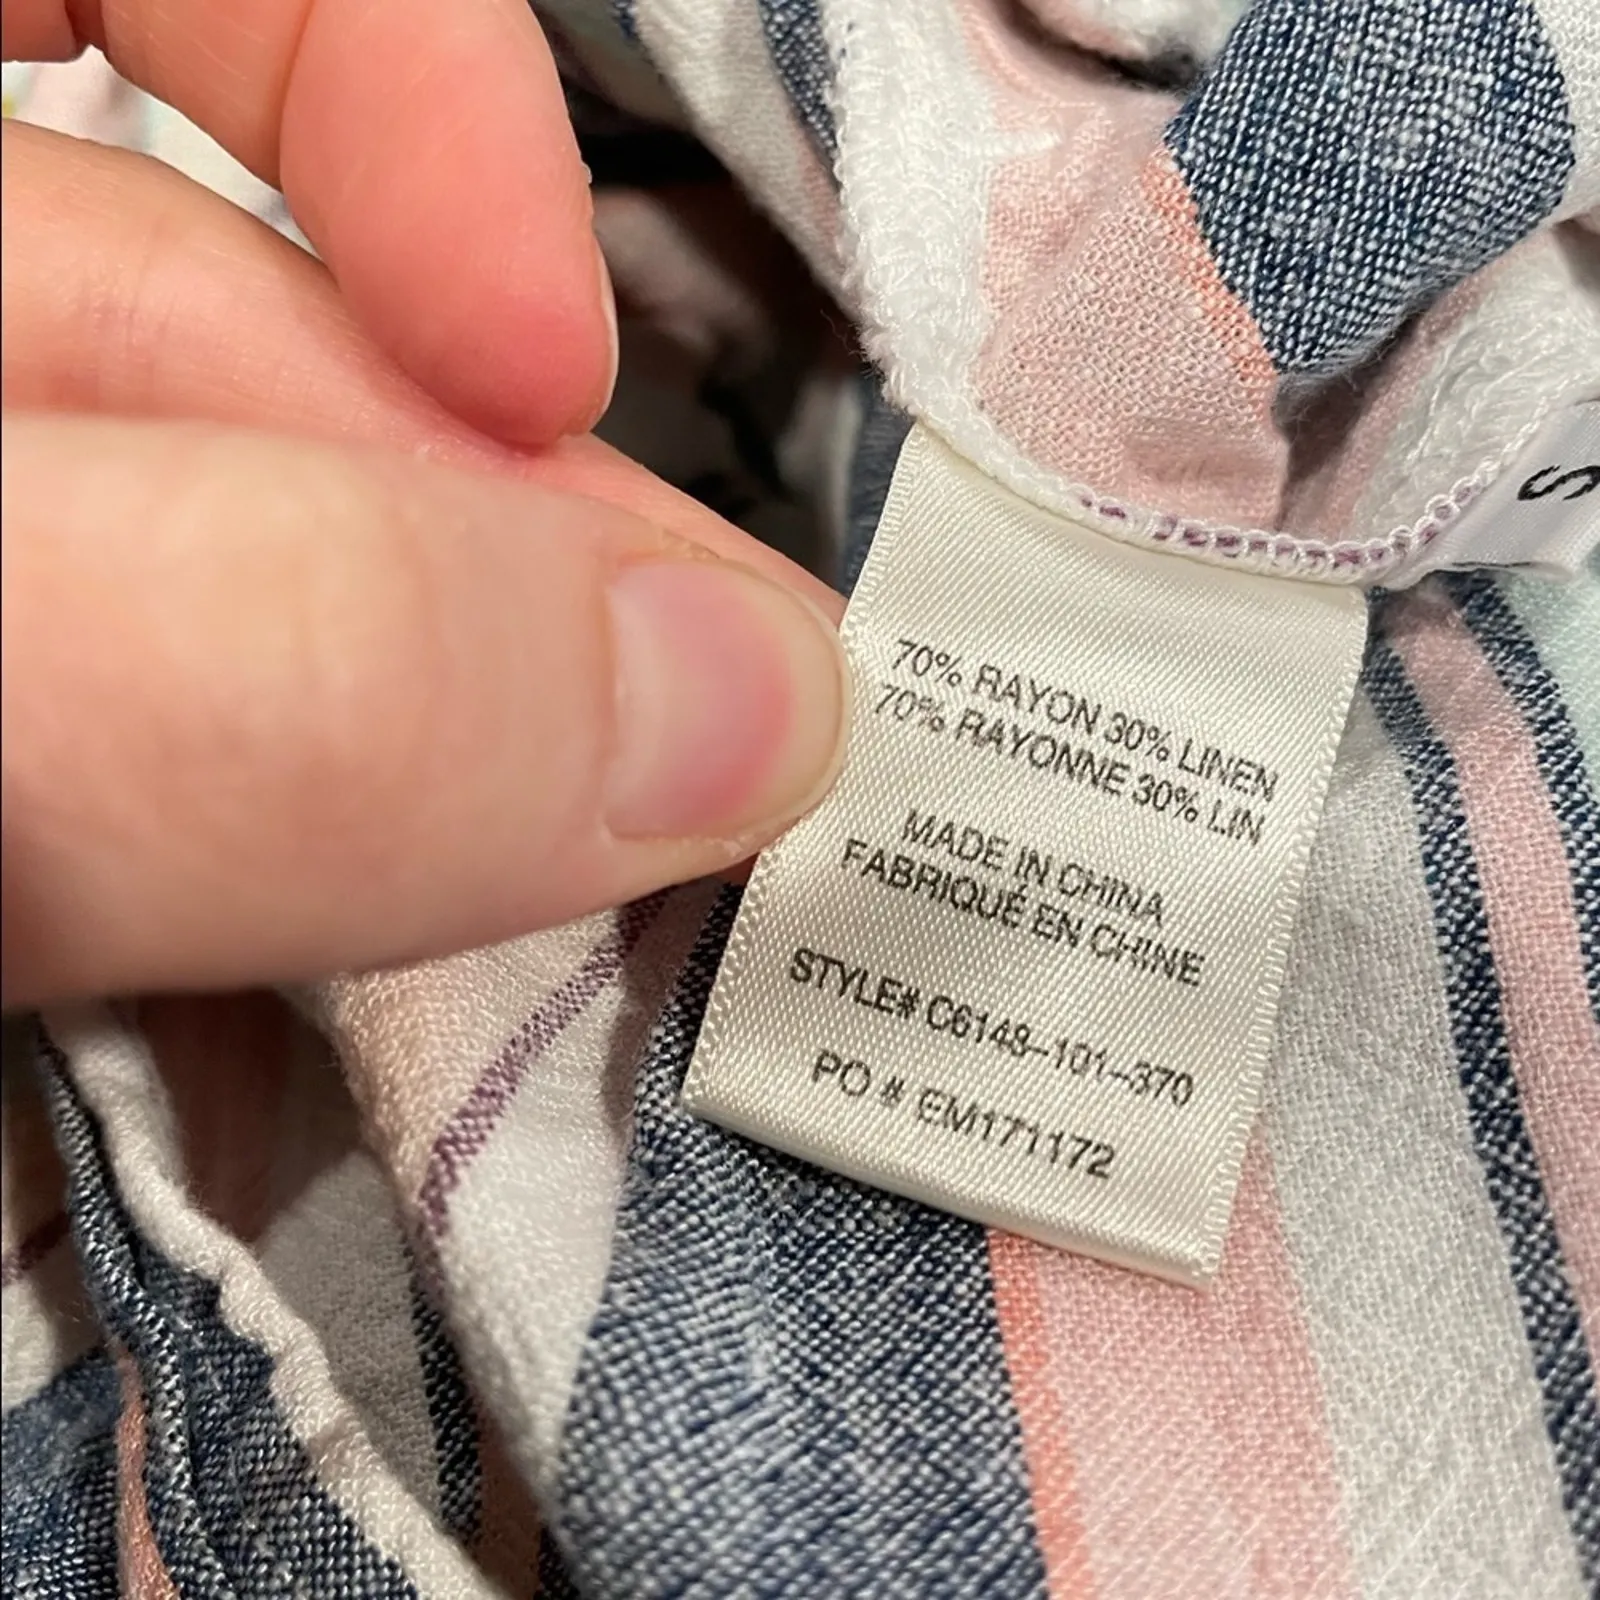 S
70% RAYON 30% LINEN
70% RAYONNE 30% LIN
MADE IN CHINA
FABRIQUÉ EN CHINE
STYLE# C6148-101-370
PO # EM171172